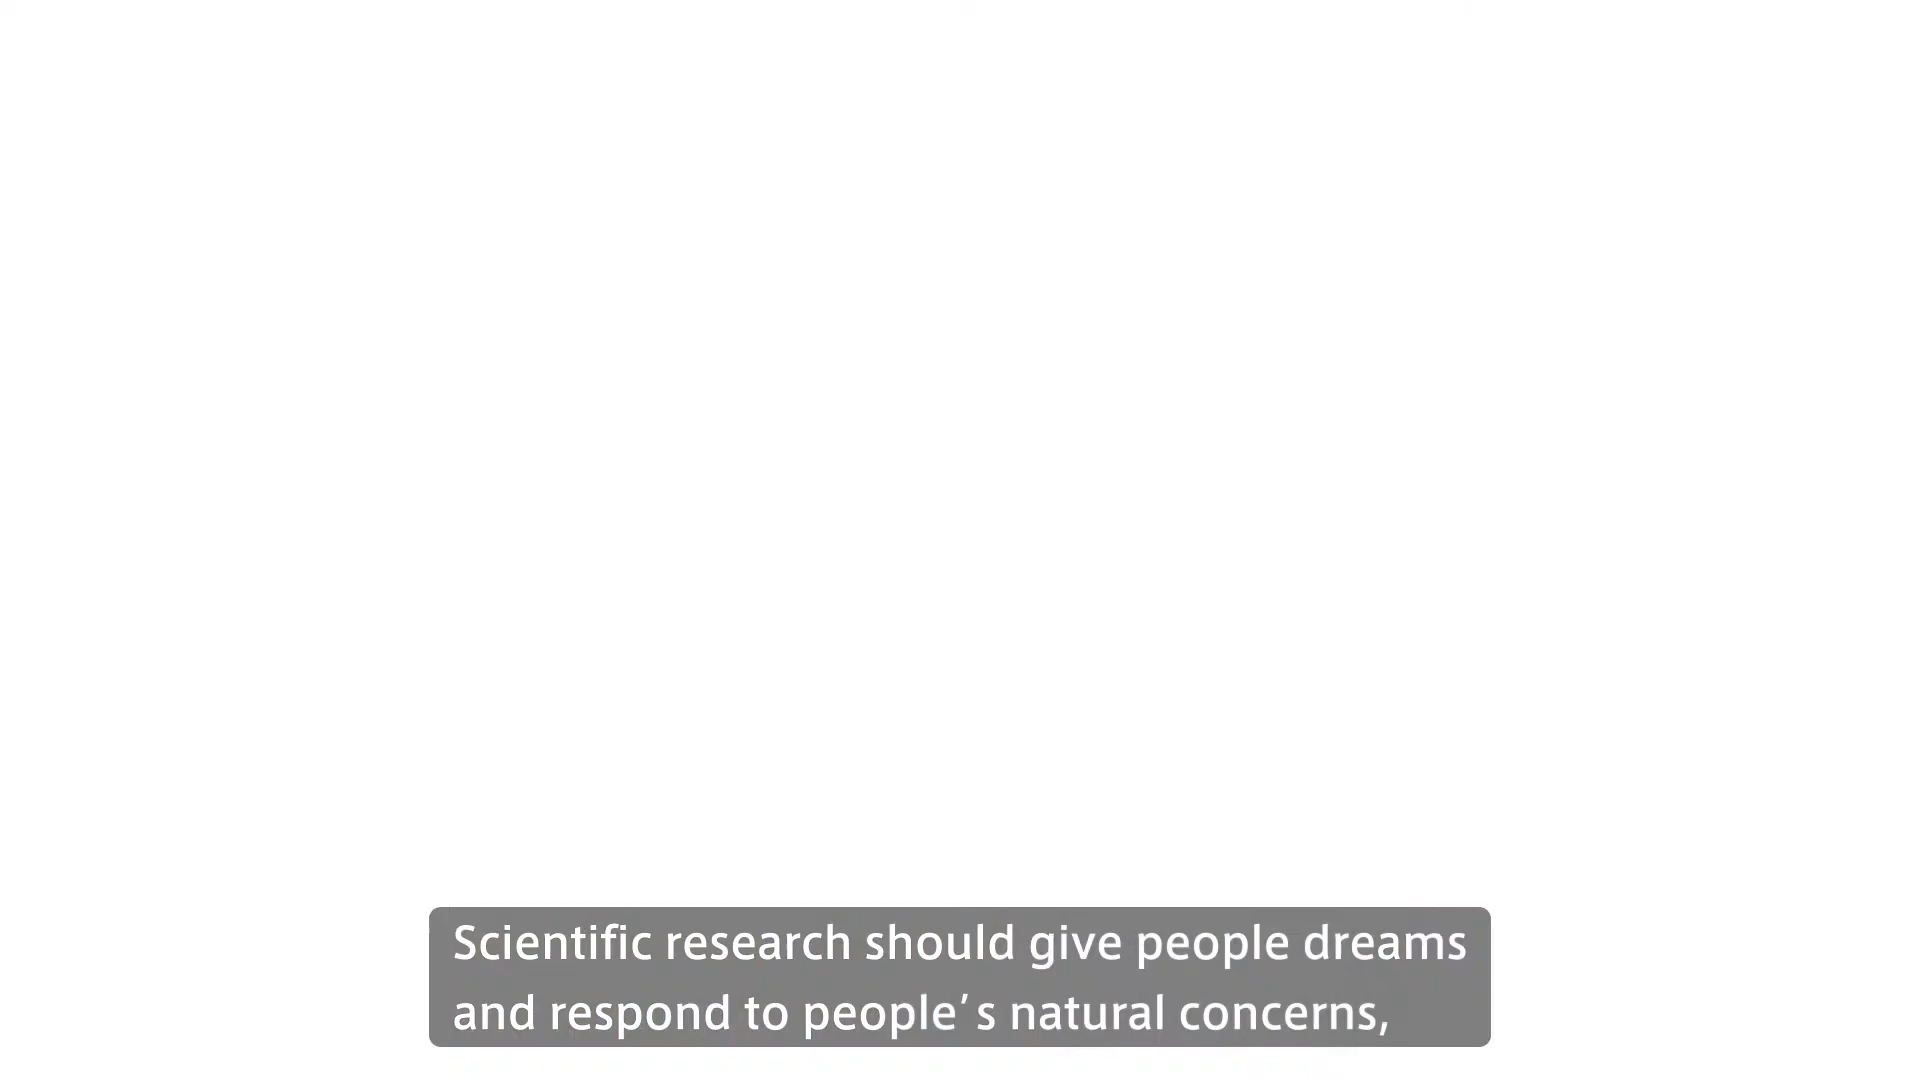 Scientific research should give people dreams
and respond to people's natural concerns,